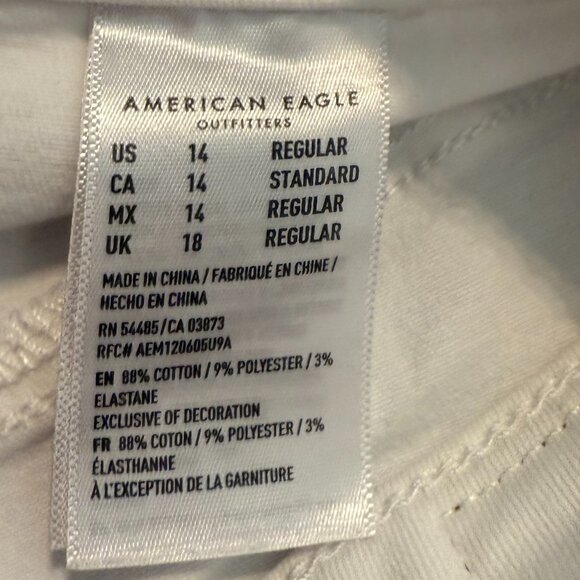 AMERICAN EAGLE
OUTFITTERS
US 14 REGULAR
CA 14 STANDARD
MX 14 REGULAR
UK 18 REGULAR
MADE IN CHINA / FABRIQUÉ EN CHINE /
HECHO EN CHINA
RN 54485/CA 03873
RFC# AEM120605U9A
EN 88% COTTON / 9% POLYESTER / 3%
ELASTANE
EXCLUSIVE OF DECORATION
FR 88% COTON / 9% POLYESTER / 3%
ÉLASTHANNE
À L'EXCEPTION DE LA GARNITURE